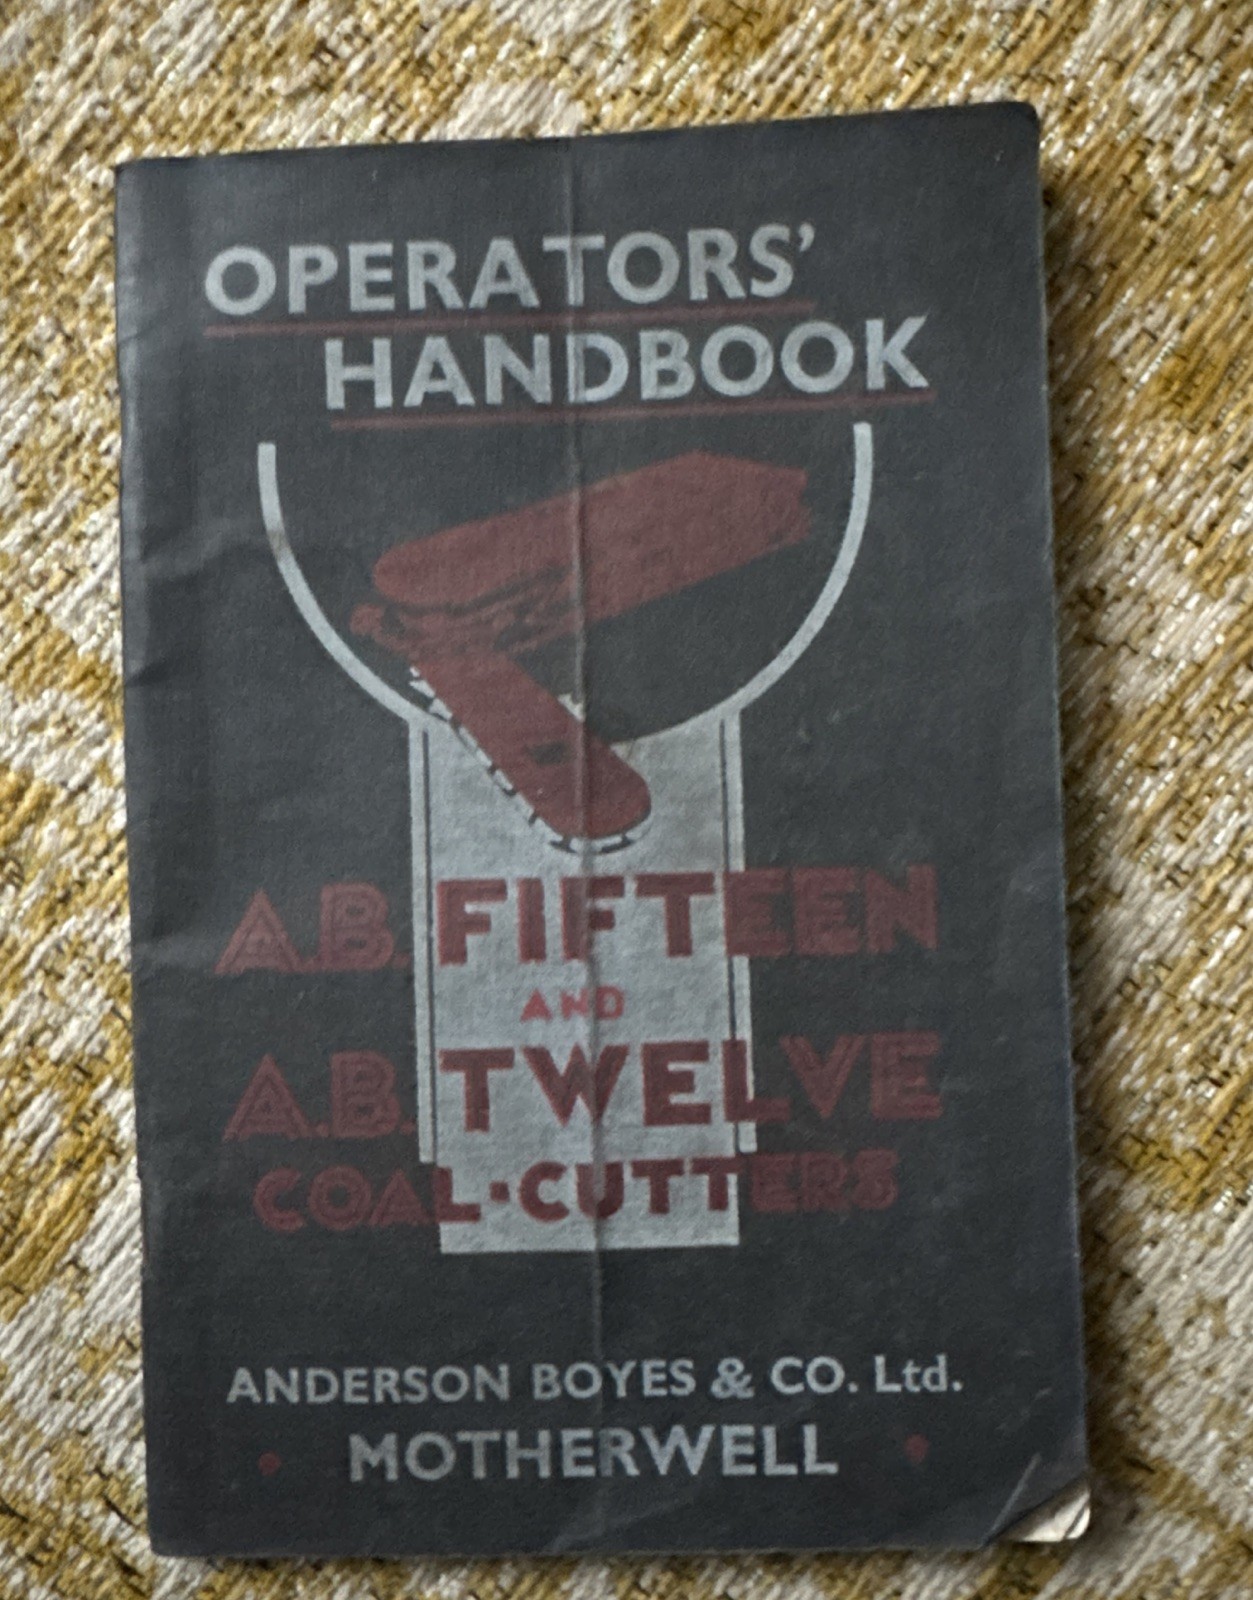 OPERATORS'
HANDBOOK
A.B. FIFTEEN
AND
A.B. TWELVE
COAL-CUTTERS
ANDERSON BOYES & CO. Ltd.
• MOTHERWELL •